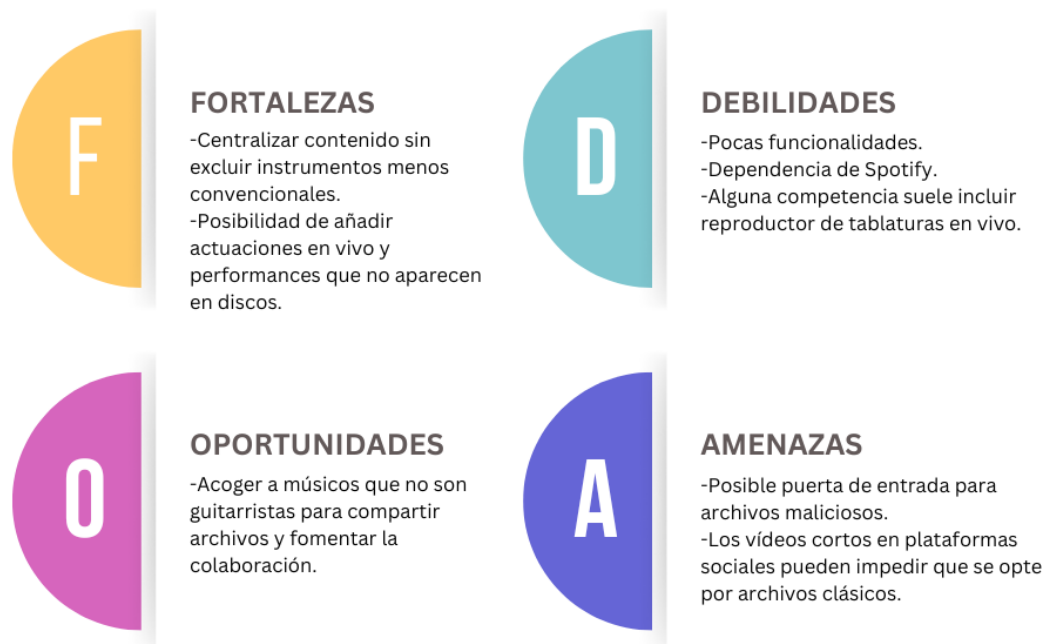 F
FORTALEZAS
-Centralizar contenido sin
excluir instrumentos menos
convencionales.
-Posibilidad de añadir
actuaciones en vivo y
performances que no aparecen
en discos.
D
DEBILIDADES
-Pocas funcionalidades.
-Dependencia de Spotify.
-Alguna competencia suele incluir
reproductor de tablaturas en vivo.
O
OPORTUNIDADES
-Acoger a músicos que no son
guitarristas para compartir
archivos y fomentar la
colaboración.
A
AMENAZAS
-Posible puerta de entrada para
archivos maliciosos.
-Los vídeos cortos en plataformas
sociales pueden impedir que se opte
por archivos clásicos.